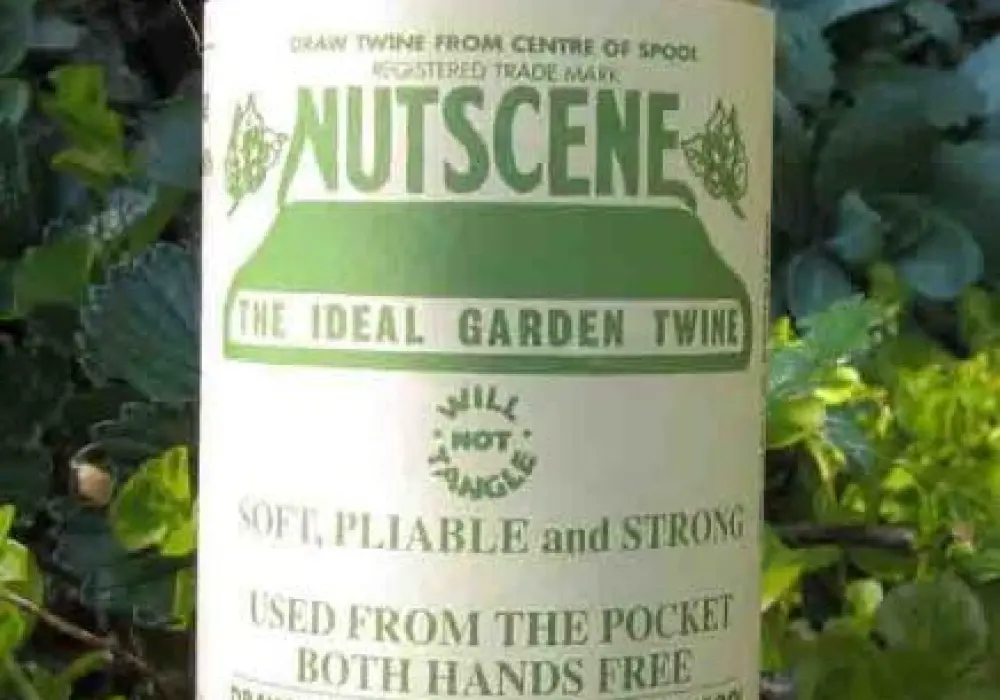 DRAW TWINE FROM CENTRE OF SPOOL
REGISTERED TRADE MARK
NUTSCENE
THE IDEAL GARDEN TWINE
WILL
· NOT ·
TANGLE
SOFT, PLIABLE and STRONG
USED FROM THE POCKET
BOTH HANDS FREE